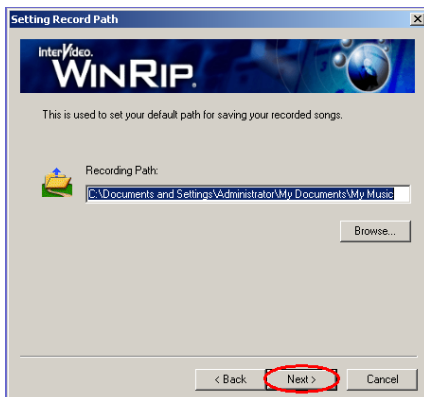 Setting Record Path
InterVideo.
WINRIP.
This is used to set your default path for saving your recorded songs.
Recording Path:
C:\Documents and Settings\Administrator\My Documents\My Music
Browse...
< Back Next > Cancel